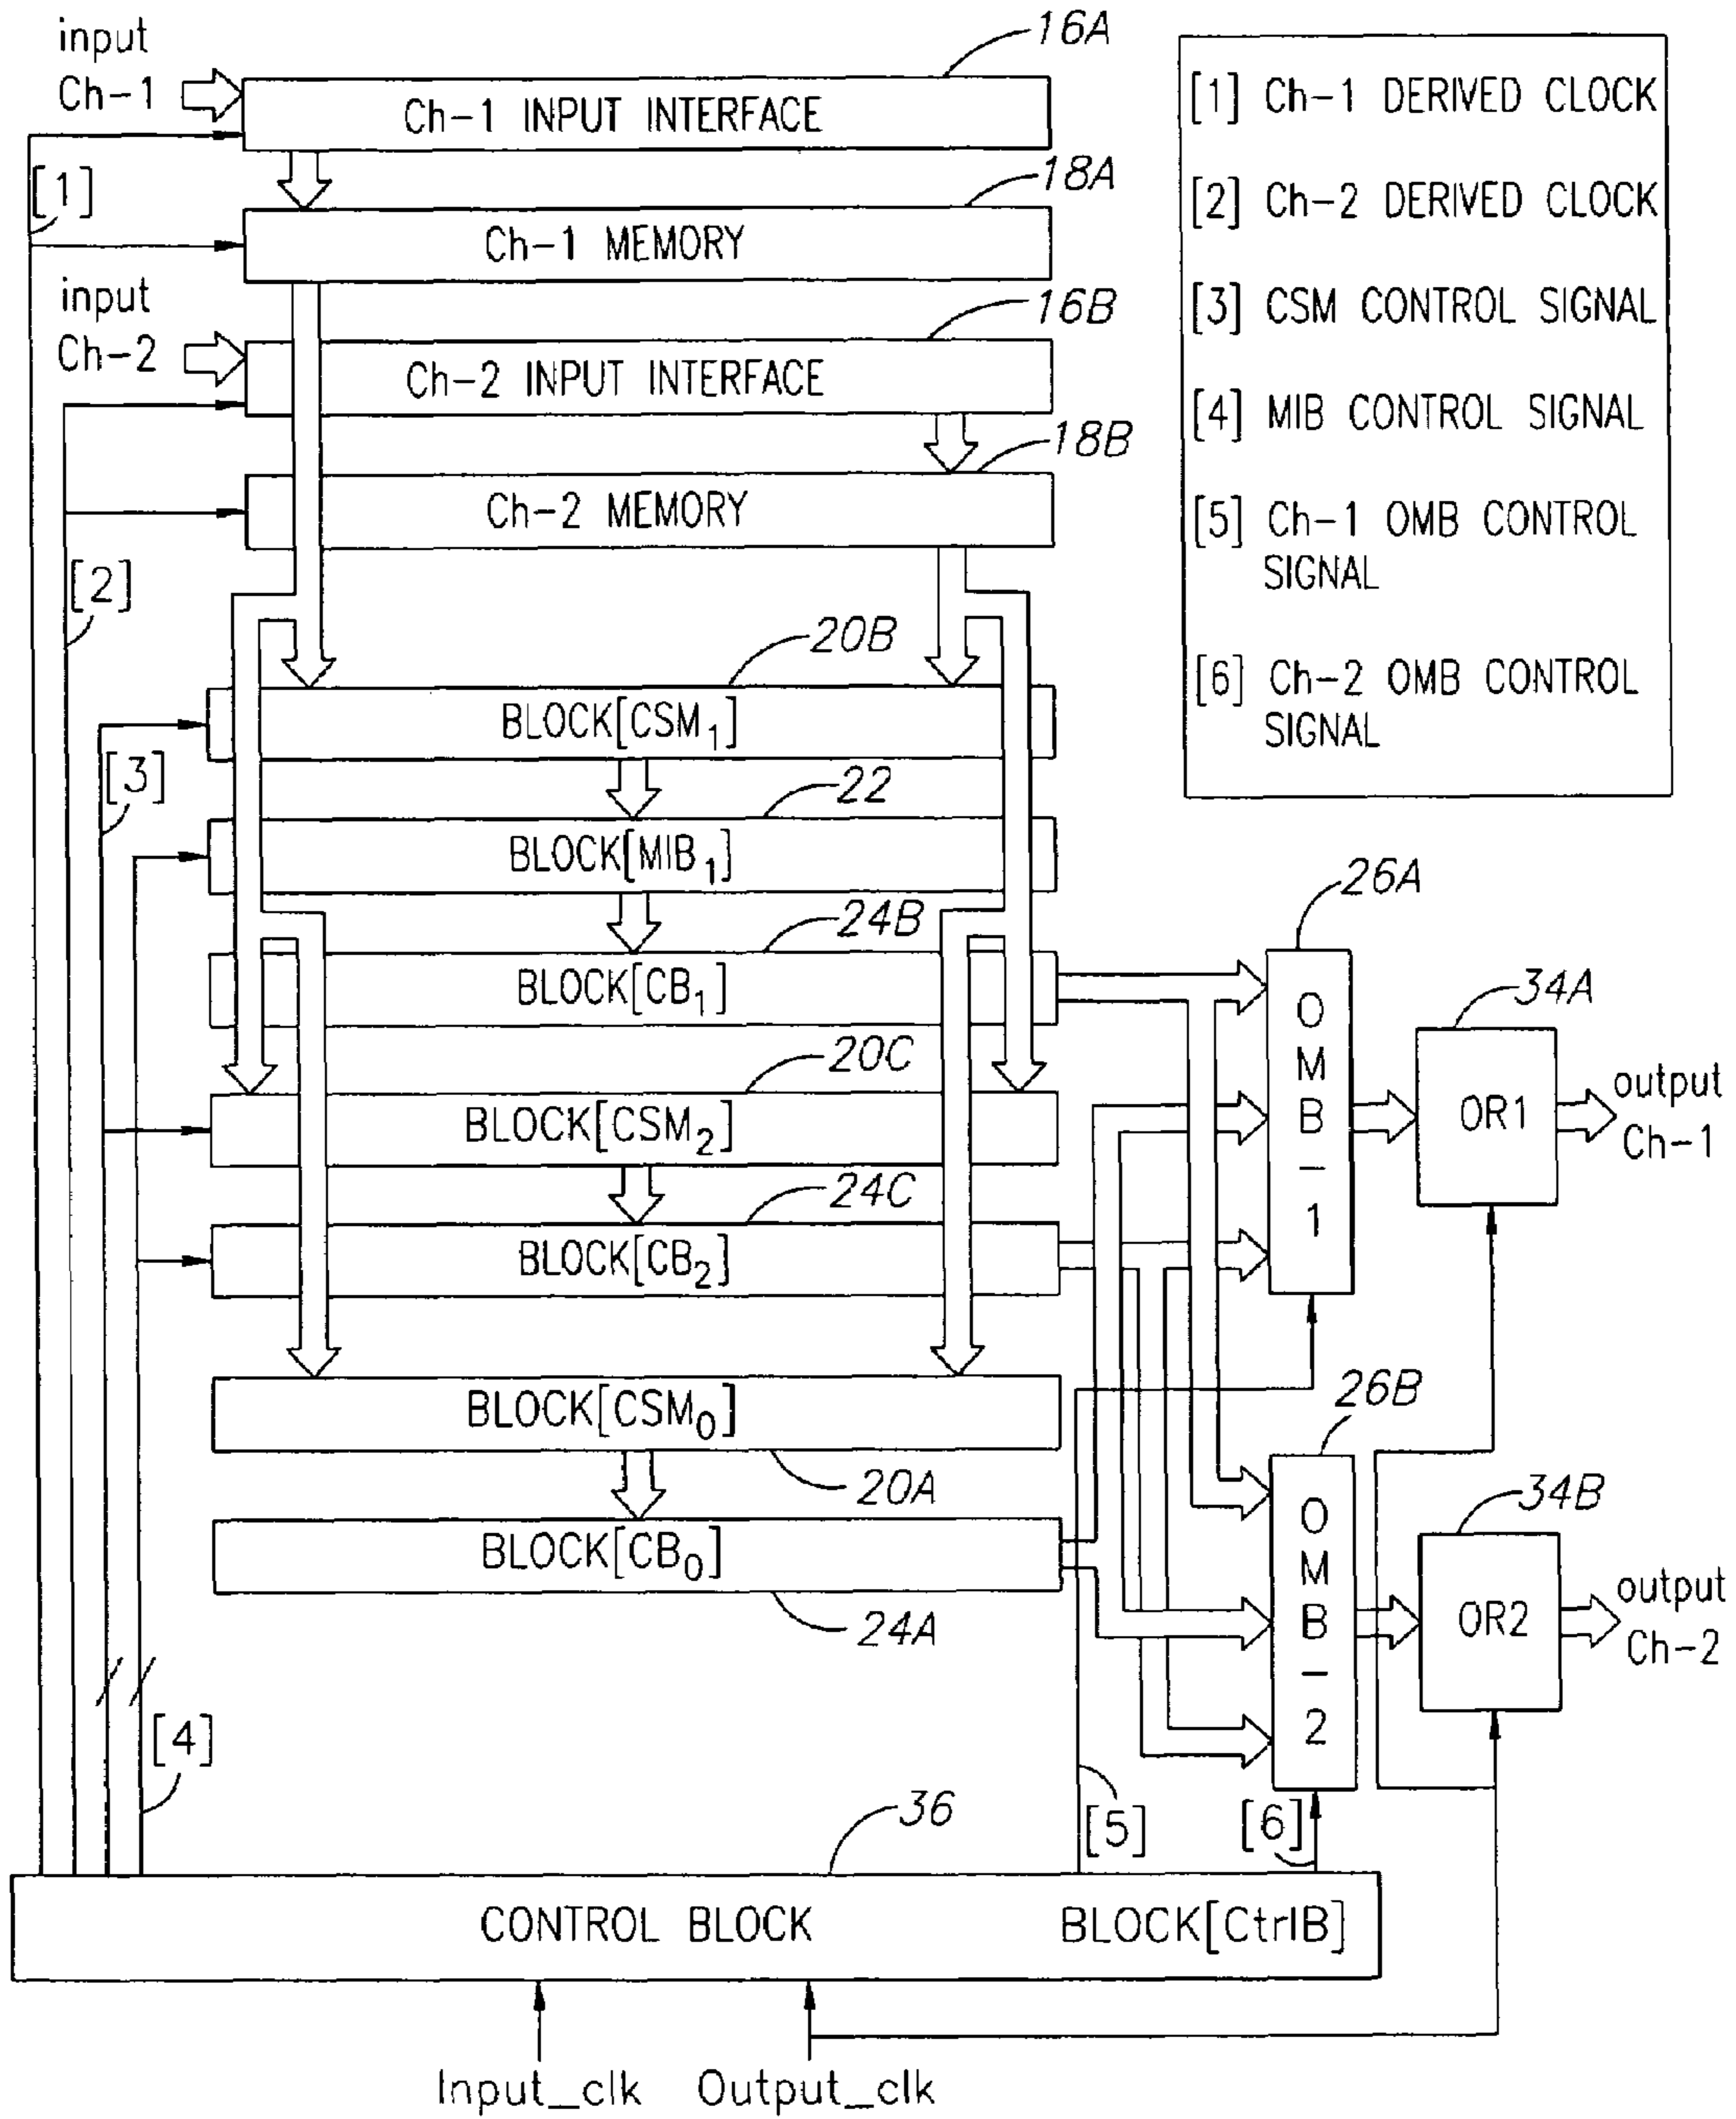 input
Ch-1
16A
Ch-1 INPUT INTERFACE
[1]
18A
Ch-1 MEMORY
input
Ch-2
16B
Ch-2 INPUT INTERFACE
18B
Ch-2 MEMORY
[2]
20B
BLOCK[CSM1]
[3]
22
BLOCK[MIB1]
24B
BLOCK[CB1]
20C
BLOCK[CSM2]
24C
BLOCK[CB2]
BLOCK[CSM0]
20A
BLOCK[CB0]
24A
[4]
[1] Ch-1 DERIVED CLOCK
[2] Ch-2 DERIVED CLOCK
[3] CSM CONTROL SIGNAL
[4] MIB CONTROL SIGNAL
[5] Ch-1 OMB CONTROL
SIGNAL
[6] Ch-2 OMB CONTROL
SIGNAL
26A
OMB-1
34A
OR1
output
Ch-1
26B
OMB-2
34B
OR2
output
Ch-2
[5]
[6]
36
CONTROL BLOCK BLOCK[CtrlB]
Input_clk Output_clk